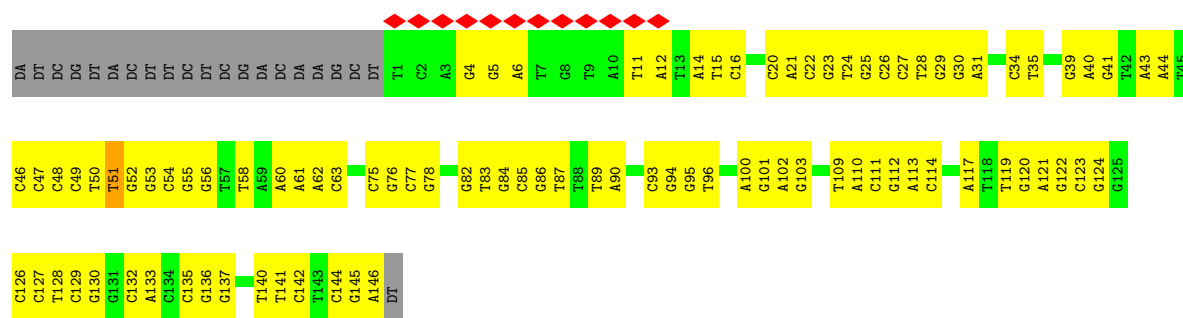 DA DT DC DG DT DA DC DT DT DC DT DC DG DA DC DA DA DG DC DT T1 C2 A3 G4 G5 A6 T7 G8 T9 A10 T11 A12 T13 A14 T15 C16 C20 A21 C22 G23 T24 G25 C26 C27 T28 G29 G30 A31 C34 T35 G39 A40 G41 T42 A43 A44 T45
C46 C47 C48 C49 T50 T51 G52 G53 C54 G55 G56 T57 T58 A59 A60 A61 A62 C63 C75 G76 C77 G78 G82 T83 G84 C85 G86 T87 T88 T89 A90 C93 G94 G95 T96 A100 G101 A102 G103 T109 A110 C111 G112 A113 C114 A117 T118 T119 G120 A121 G122 C123 G124 G125
C126 C127 T128 C129 G130 G131 C132 A133 C134 C135 G136 G137 T140 T141 C142 T143 C144 G145 A146 DT